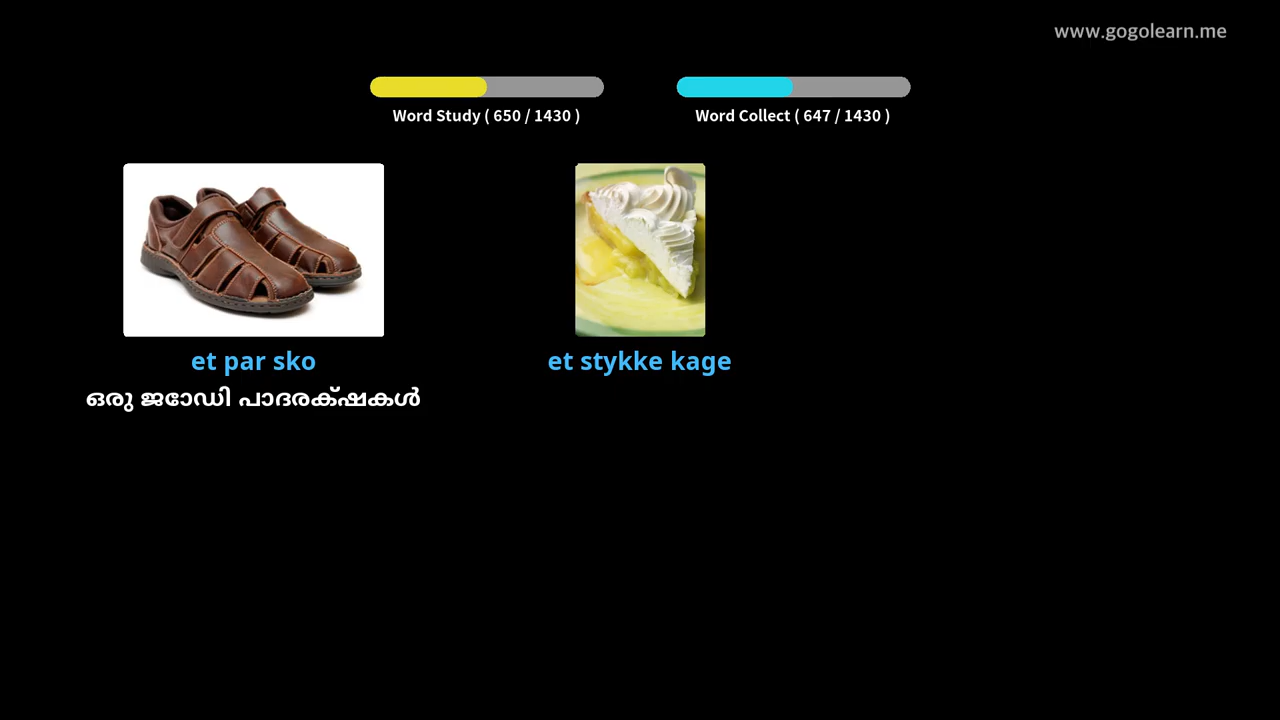 www.gogolearn.me
Word Study ( 650 / 1430 )
Word Collect ( 647 / 1430 )
et par sko
et stykke kage
ഒരു ജോഡി പാദരക്ഷകൾ